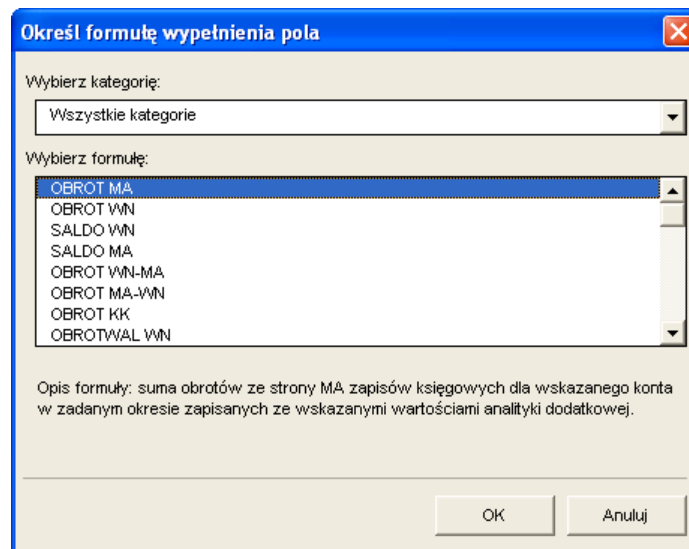 Określ formułę wypełnienia pola
Wybierz kategorię:
Wszystkie kategorie
Wybierz formułę:
OBROT MA
OBROT WN
SALDO WN
SALDO MA
OBROT WN-MA
OBROT MA-WN
OBROT KK
OBROTWAL WN
Opis formuły: suma obrotów ze strony MA zapisów księgowych dla wskazanego konta
w zadanym okresie zapisanych ze wskazanymi wartościami analityki dodatkowej.
OK
Anuluj